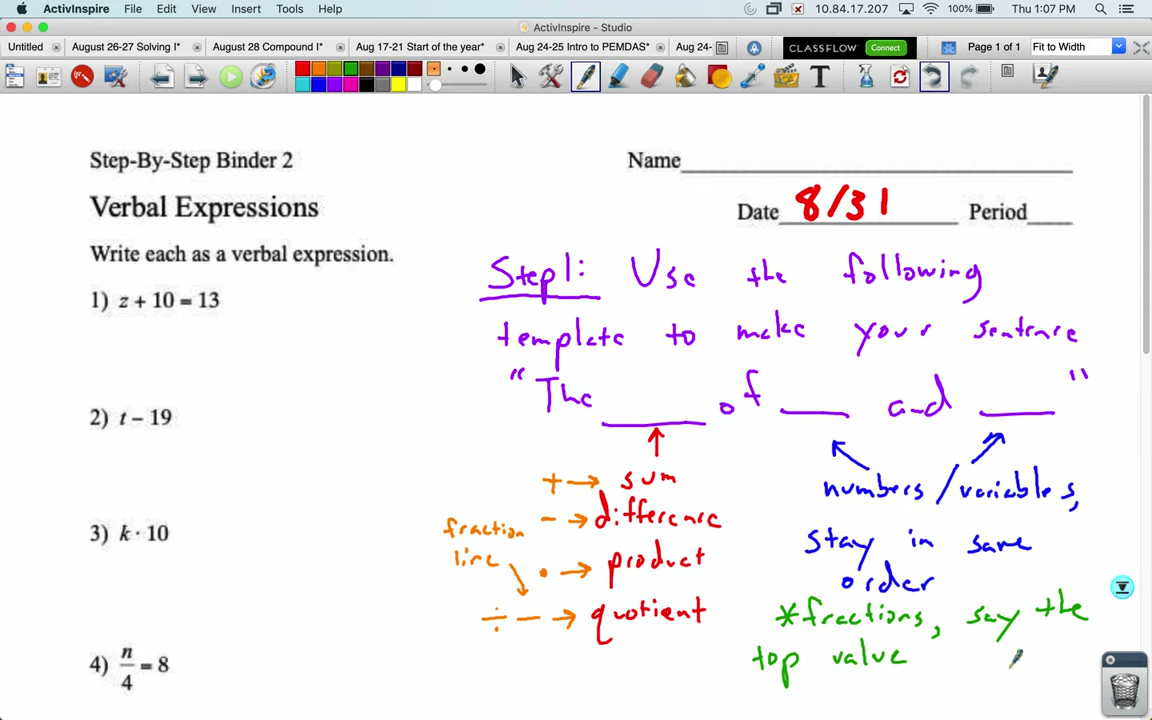 ActivInspire File Edit View Insert Tools Help 10.84.17.207 100% Thu 1:07 PM
ActivInspire - Studio
Untitled August 26-27 Solving I* August 28 Compound I* Aug 17-21 Start of the year* Aug 24-25 Intro to PEMDAS* Aug 24- CLASSFLOW Connect Page 1 of 1 Fit to Width
Step-By-Step Binder 2 Name
Verbal Expressions Date 8/31 Period
Write each as a verbal expression.
1) z + 10 = 13
2) t – 19
3) k · 10
4) n/4 = 8
Step1: Use the following
template to make your sentence
"The ____ of ____ and ____"
+ → sum
- → difference
fraction line
· → product
÷ — → quotient
numbers/variables,
stay in same
order
*fractions, say the
top value